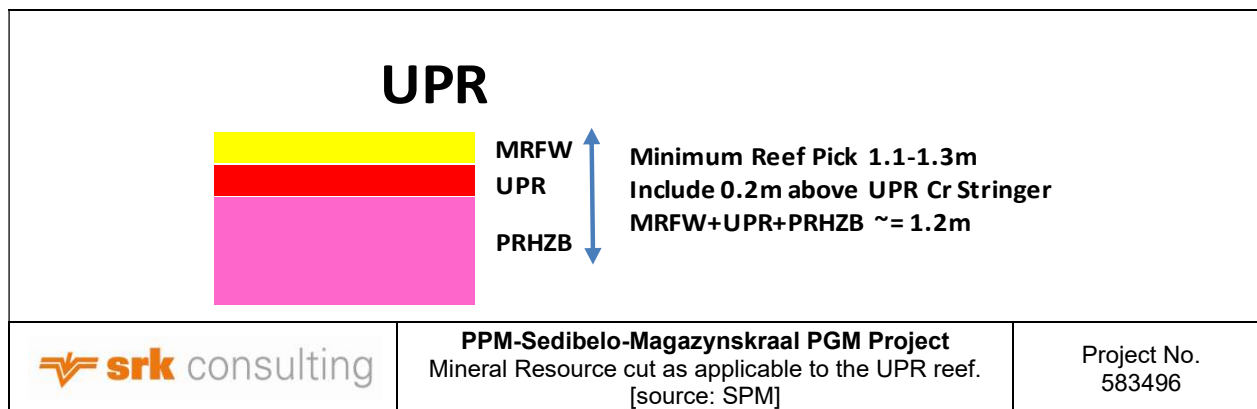 UPR
MRFW
UPR
PRHZB
Minimum Reef Pick 1.1-1.3m
Include 0.2m above UPR Cr Stringer
MRFW+UPR+PRHZB ~= 1.2m
srk consulting
PPM-Sedibelo-Magazynskraal PGM Project
Mineral Resource cut as applicable to the UPR reef.
[source: SPM]
Project No.
583496